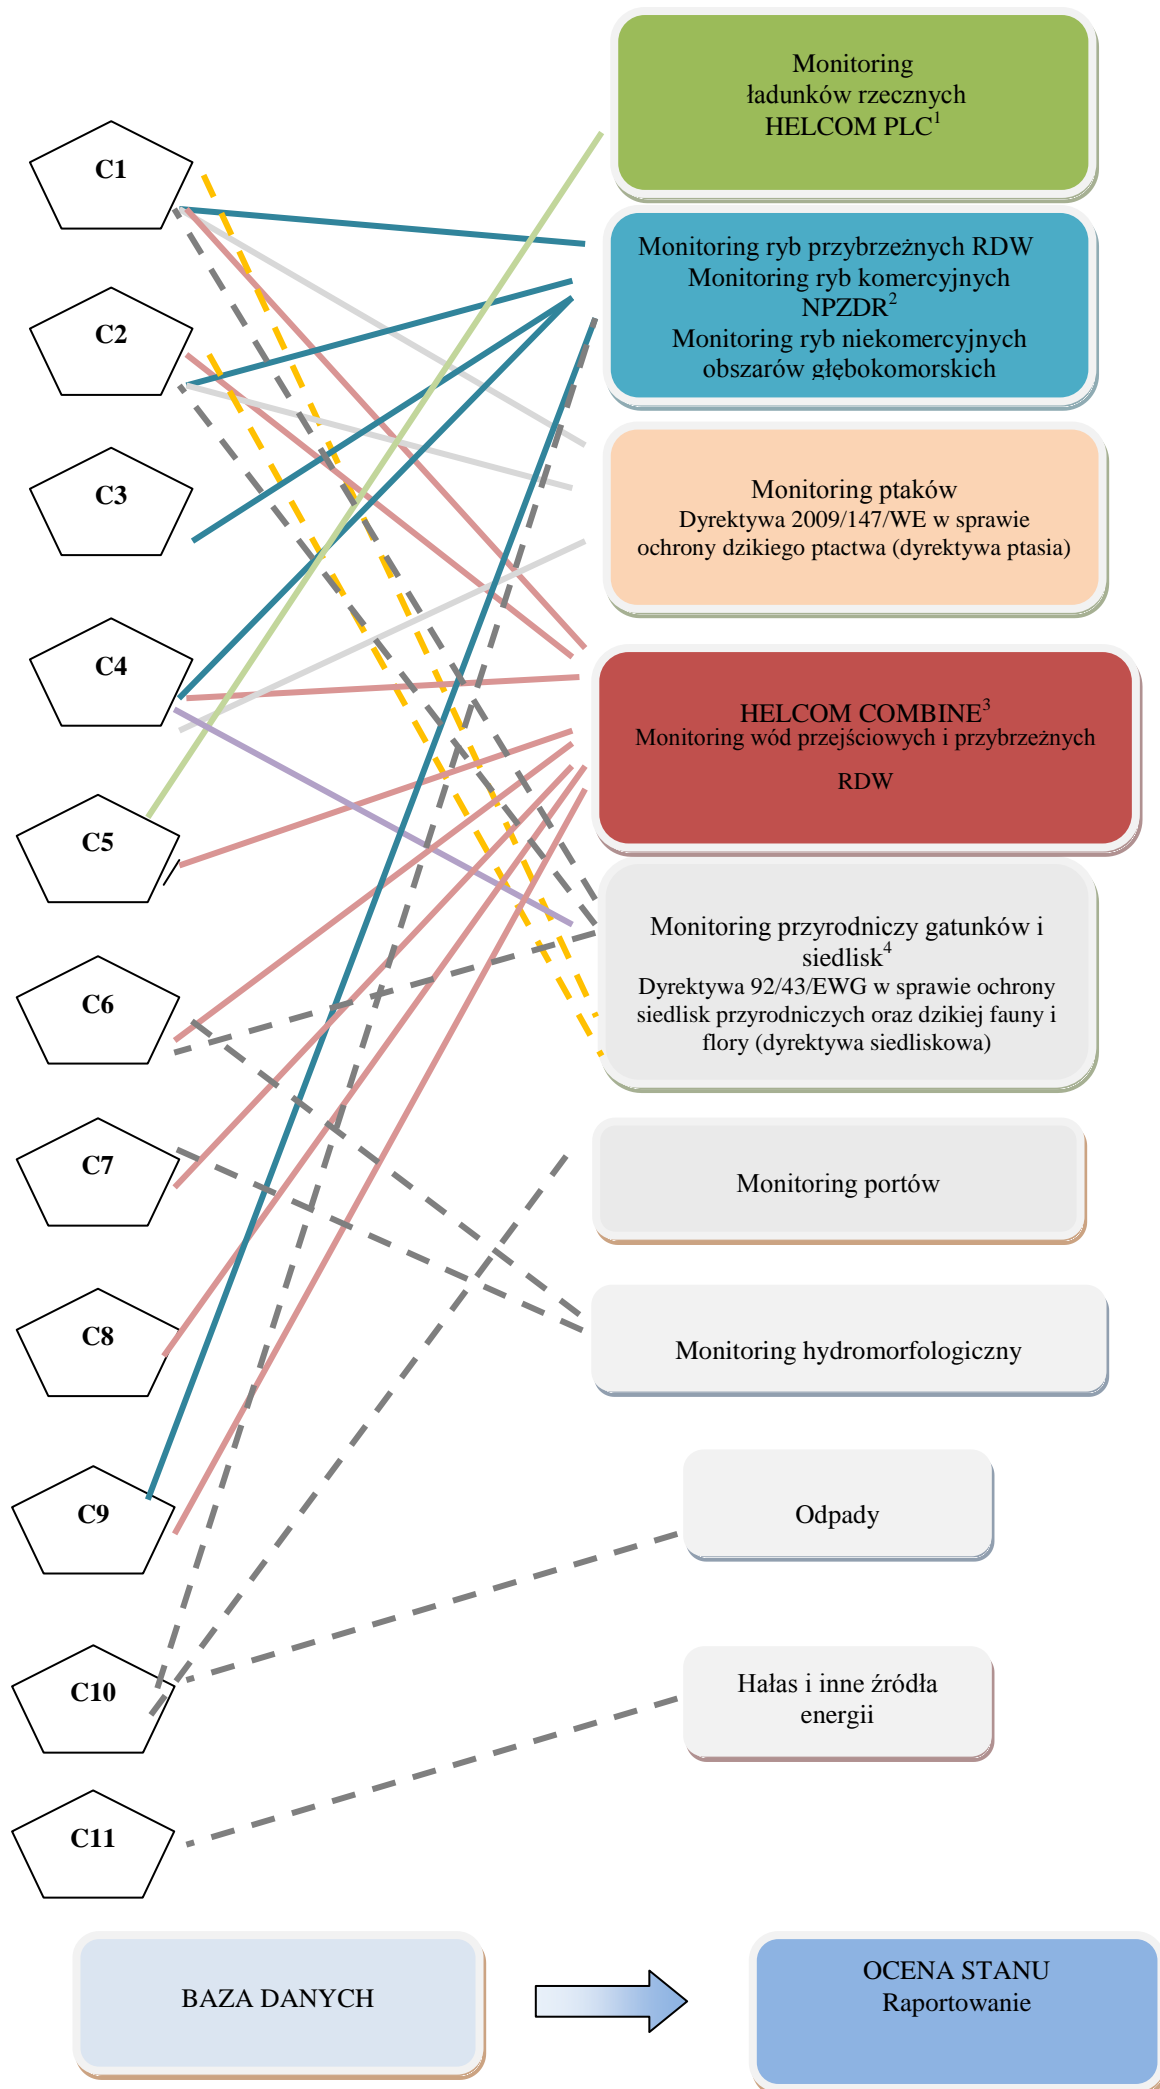 Monitoring
ładunków rzecznych
HELCOM PLC1
C1
Monitoring ryb przybrzeżnych RDW
Monitoring ryb komercyjnych
NPZDR2
Monitoring ryb niekomercyjnych
obszarów głębokomorskich
C2
C3
Monitoring ptaków
Dyrektywa 2009/147/WE w sprawie
ochrony dzikiego ptactwa (dyrektywa ptasia)
C4
HELCOM COMBINE3
Monitoring wód przejściowych i przybrzeżnych
RDW
C5
Monitoring przyrodniczy gatunków i
siedlisk4
Dyrektywa 92/43/EWG w sprawie ochrony
siedlisk przyrodniczych oraz dzikiej fauny i
flory (dyrektywa siedliskowa)
C6
C7
Monitoring portów
C8
Monitoring hydromorfologiczny
C9
Odpady
C10
Hałas i inne źródła
energii
C11
BAZA DANYCH
OCENA STANU
Raportowanie